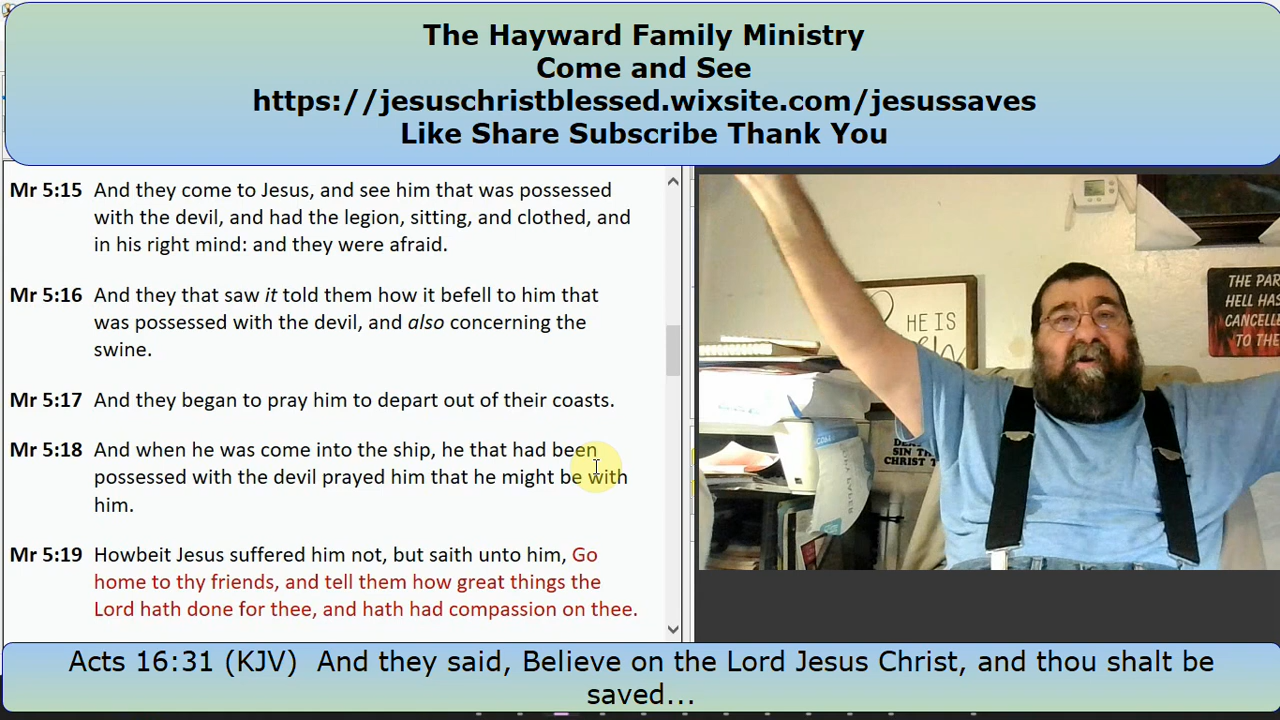 The Hayward Family Ministry
Come and See
https://jesuschristblessed.wixsite.com/jesussaves
Like Share Subscribe Thank You
Mr 5:15 And they come to Jesus, and see him that was possessed
with the devil, and had the legion, sitting, and clothed, and
in his right mind: and they were afraid.
Mr 5:16 And they that saw it told them how it befell to him that
was possessed with the devil, and also concerning the
swine.
Mr 5:17 And they began to pray him to depart out of their coasts.
Mr 5:18 And when he was come into the ship, he that had been
possessed with the devil prayed him that he might be with
him.
Mr 5:19 Howbeit Jesus suffered him not, but saith unto him, Go
home to thy friends, and tell them how great things the
Lord hath done for thee, and hath had compassion on thee.
HE IS
THE PAR
HELL HAS
CANCELLE
TO THE
SIN TH
CHRIST T
Acts 16:31 (KJV) And they said, Believe on the Lord Jesus Christ, and thou shalt be
saved...